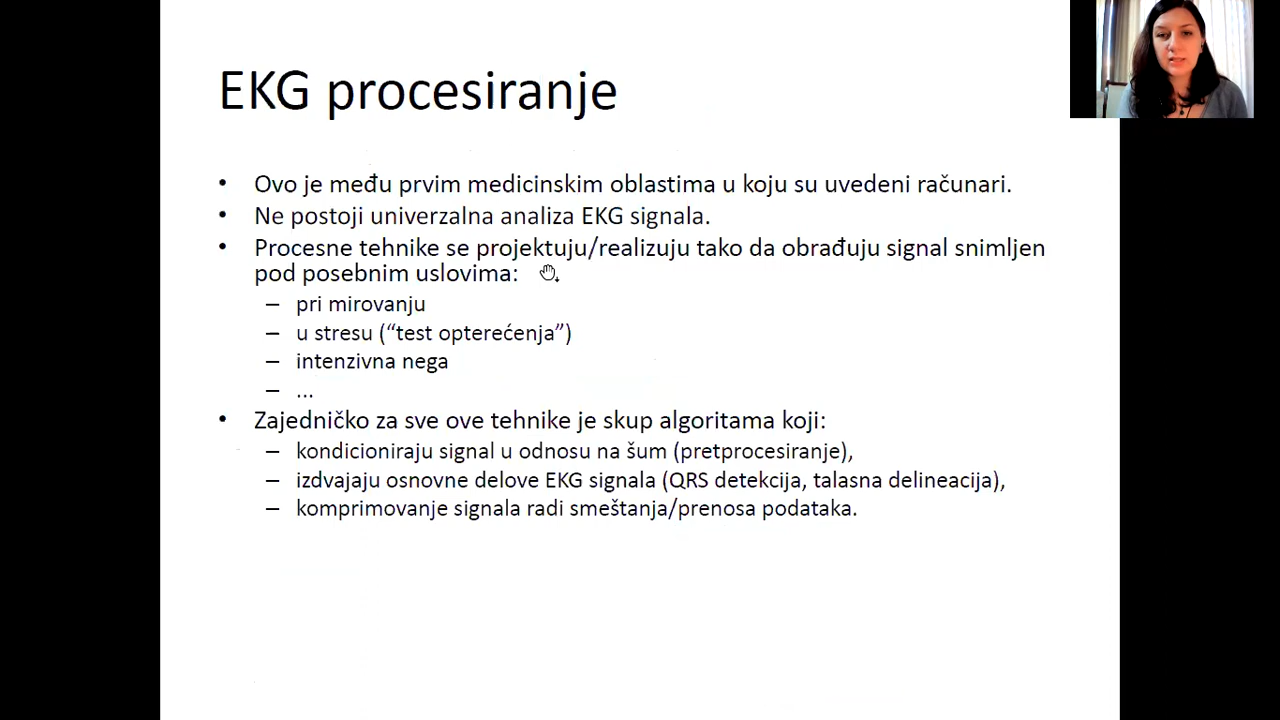 EKG procesiranje
• Ovo je među prvim medicinskim oblastima u koju su uvedeni računari.
• Ne postoji univerzalna analiza EKG signala.
• Procesne tehnike se projektuju/realizuju tako da obrađuju signal snimljen
pod posebnim uslovima:
– pri mirovanju
– u stresu (“test opterećenja”)
– intenzivna nega
– ...
• Zajedničko za sve ove tehnike je skup algoritama koji:
– kondicioniraju signal u odnosu na šum (pretprocesiranje),
– izdvajaju osnovne delove EKG signala (QRS detekcija, talasna delineacija),
– komprimovanje signala radi smeštanja/prenosa podataka.